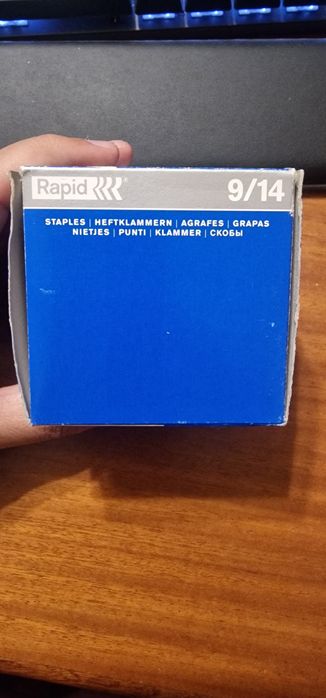 Rapid 9/14
STAPLES | HEFTKLAMMERN | AGRAFES | GRAPAS
NIETJES | PUNTI | KLAMMER | СКОБЫ